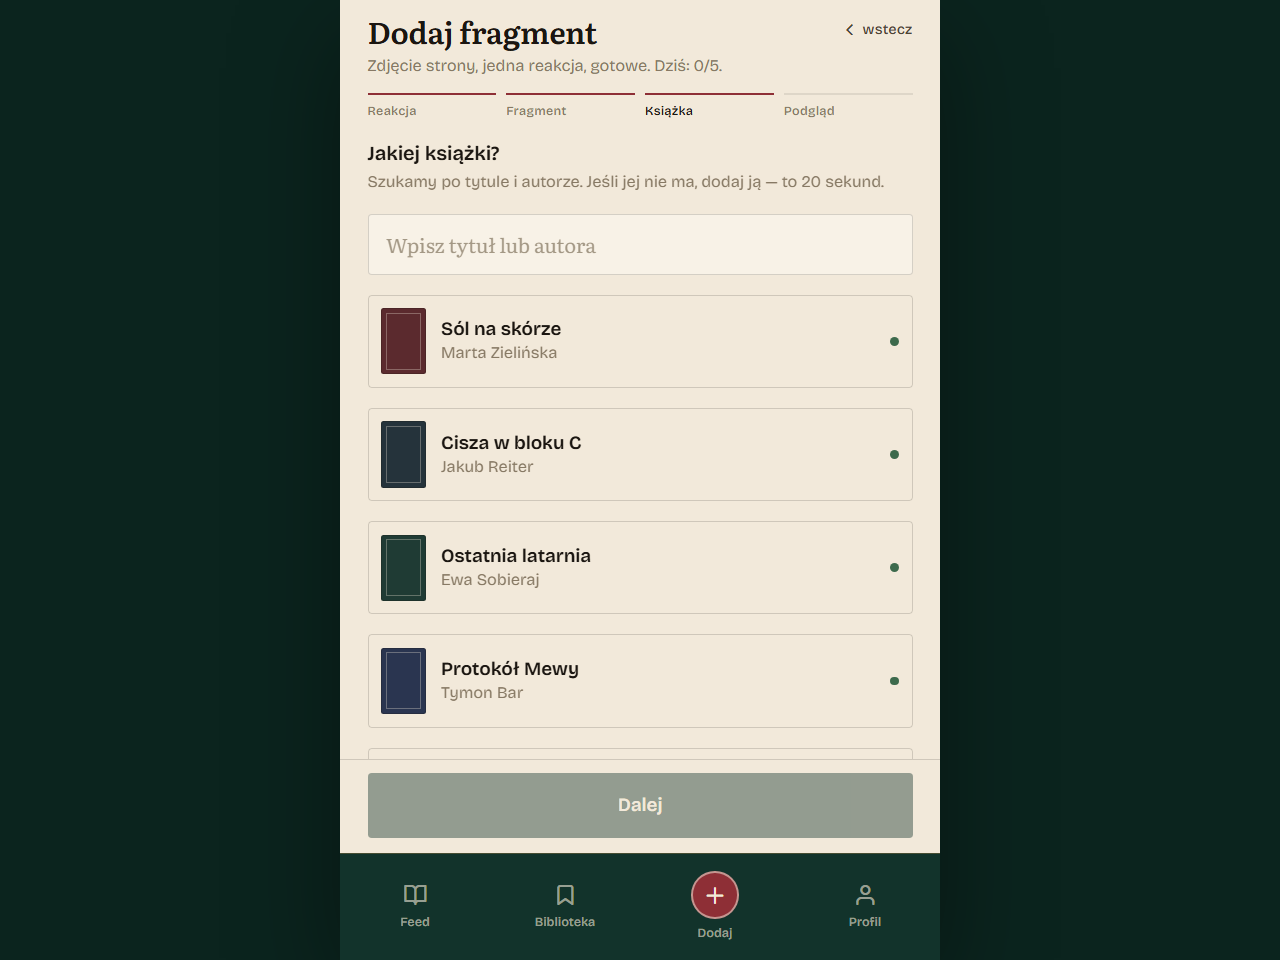 Dodaj fragment
wstecz
Zdjęcie strony, jedna reakcja, gotowe. Dziś: 0/5.
Reakcja
Fragment
Książka
Podgląd
Jakiej książki?
Szukamy po tytule i autorze. Jeśli jej nie ma, dodaj ją — to 20 sekund.
Wpisz tytuł lub autora
Sól na skórze
Marta Zielińska
Cisza w bloku C
Jakub Reiter
Ostatnia latarnia
Ewa Sobieraj
Protokół Mewy
Tymon Bar
Dalej
Feed
Biblioteka
Dodaj
Profil